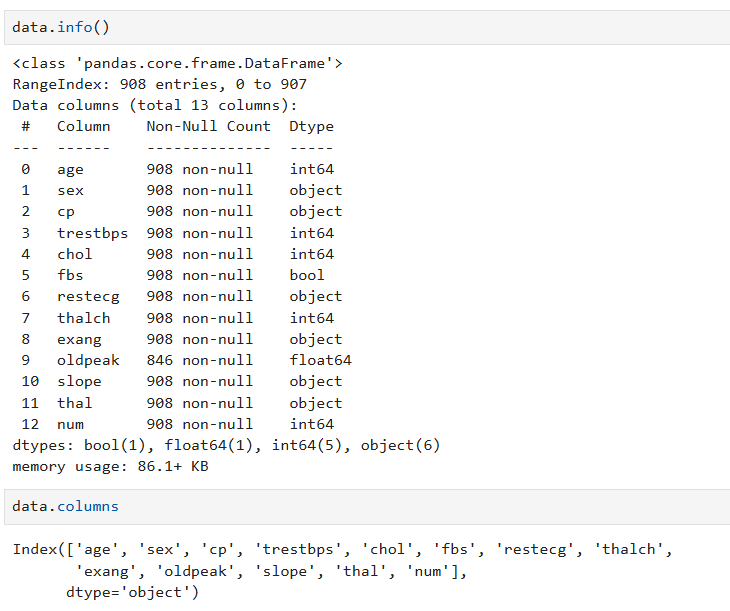 data.info()
<class 'pandas.core.frame.DataFrame'>
RangeIndex: 908 entries, 0 to 907
Data columns (total 13 columns):
 #   Column    Non-Null Count  Dtype
---  ------    --------------  -----
 0   age       908 non-null    int64
 1   sex       908 non-null    object
 2   cp        908 non-null    object
 3   trestbps  908 non-null    int64
 4   chol      908 non-null    int64
 5   fbs       908 non-null    bool
 6   restecg   908 non-null    object
 7   thalch    908 non-null    int64
 8   exang     908 non-null    object
 9   oldpeak   846 non-null    float64
 10  slope     908 non-null    object
 11  thal      908 non-null    object
 12  num       908 non-null    int64
dtypes: bool(1), float64(1), int64(5), object(6)
memory usage: 86.1+ KB
data.columns
Index(['age', 'sex', 'cp', 'trestbps', 'chol', 'fbs', 'restecg', 'thalch',
       'exang', 'oldpeak', 'slope', 'thal', 'num'],
      dtype='object')